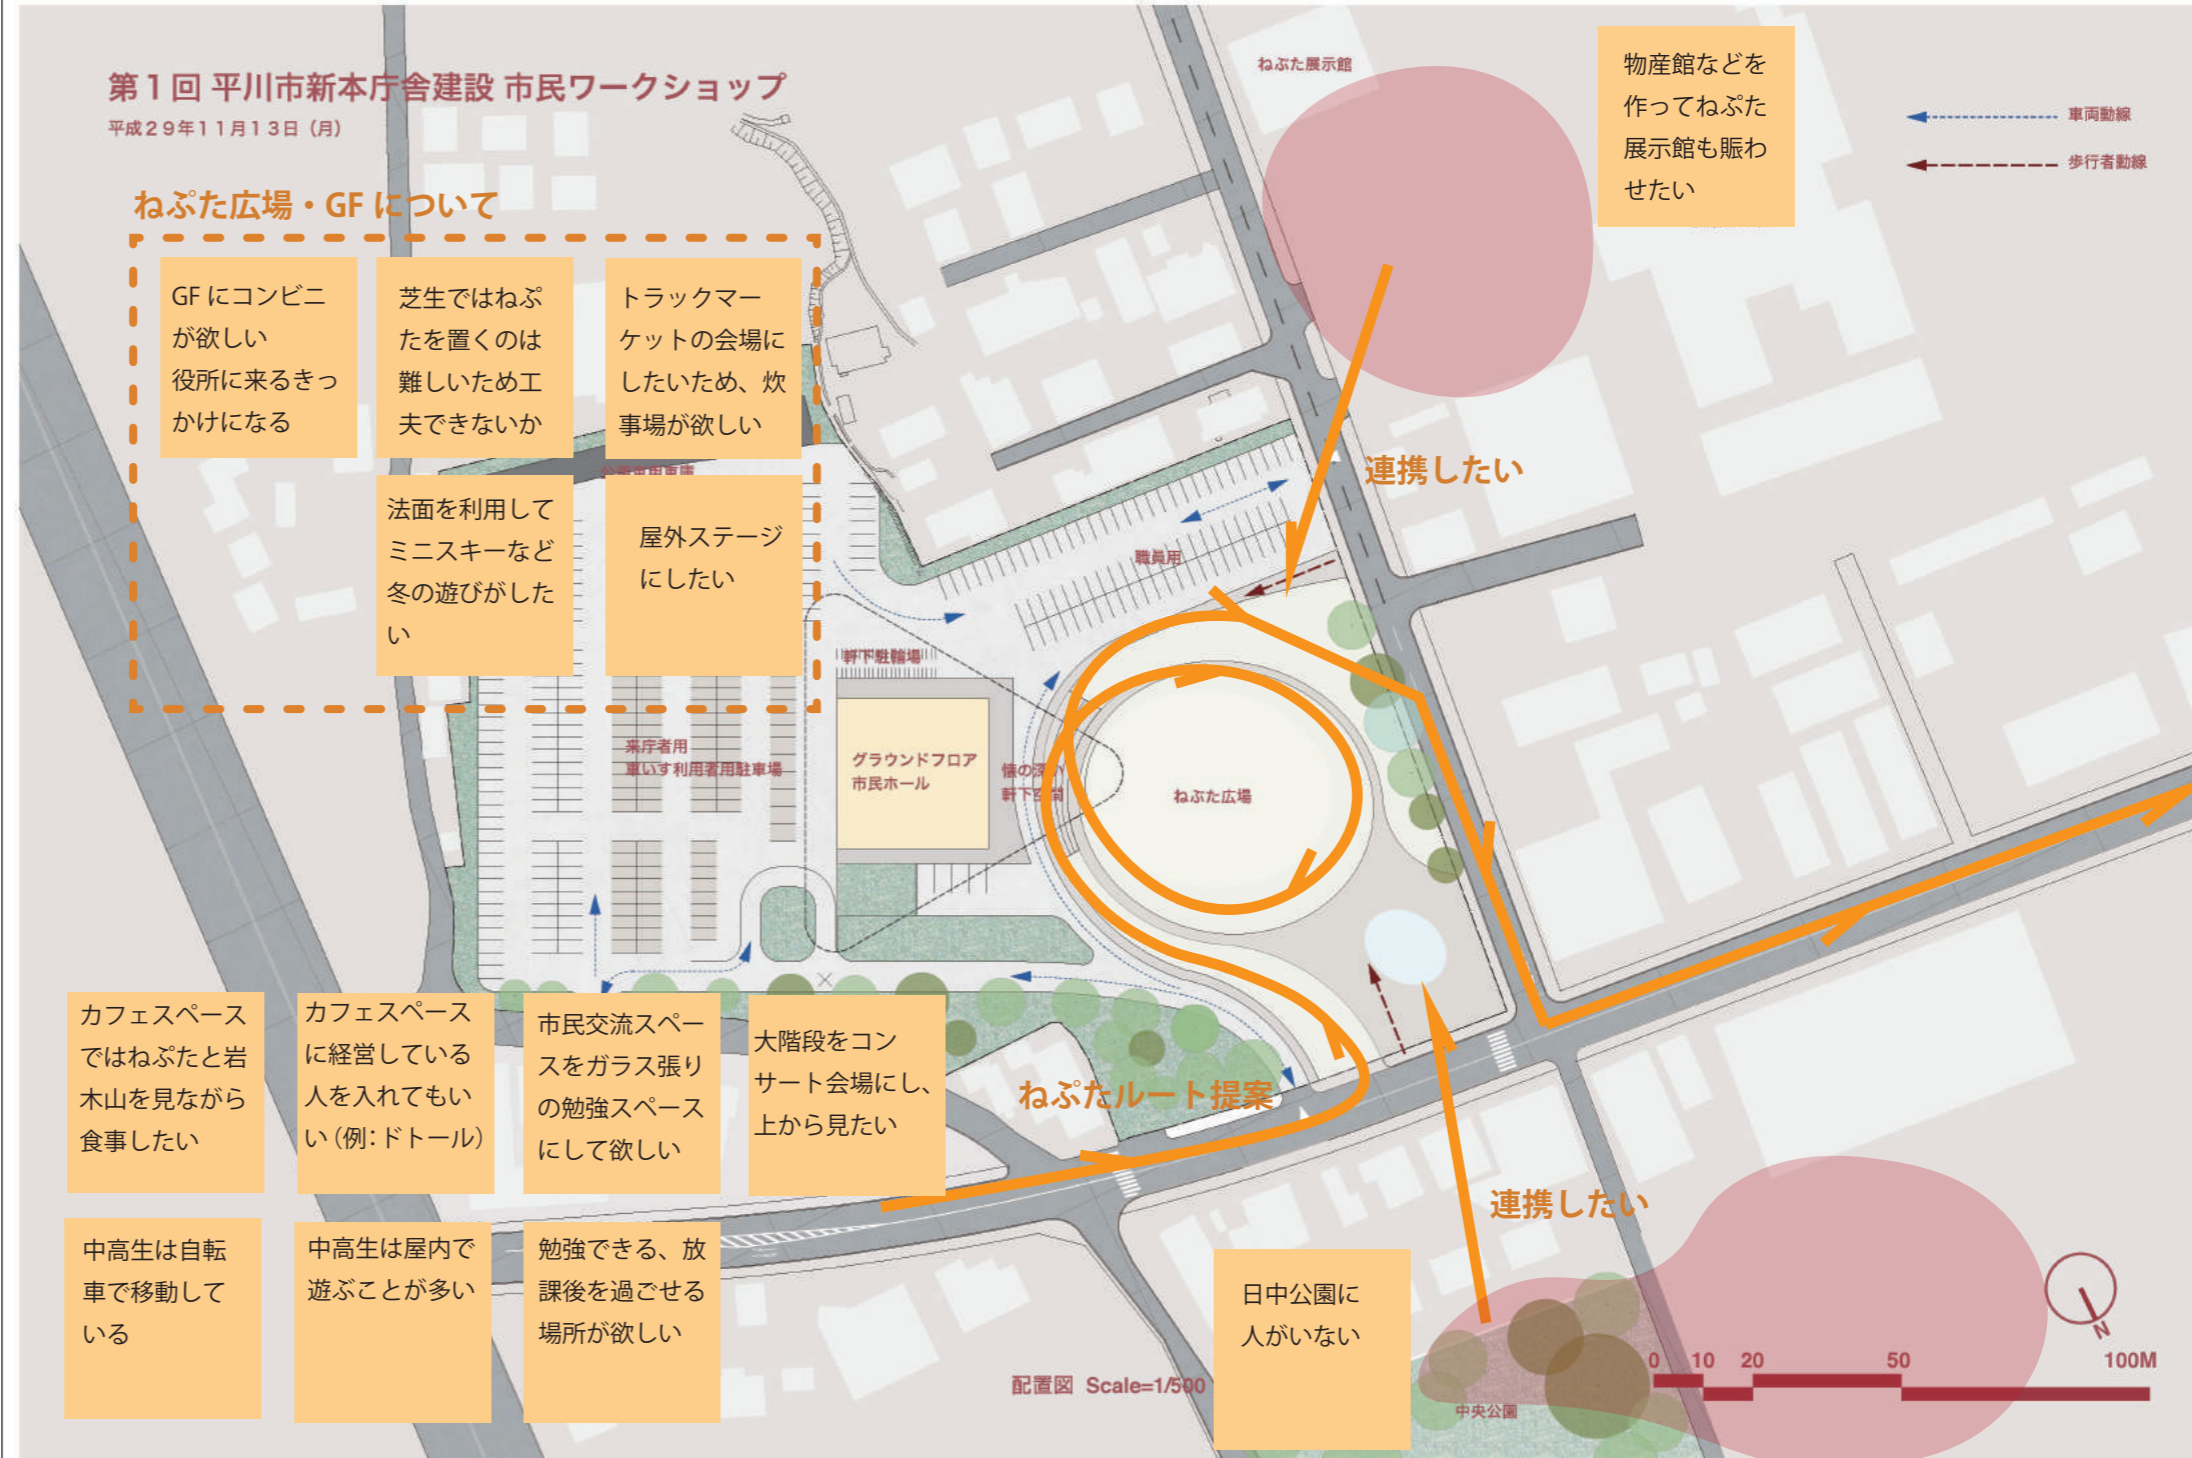 第1回 平川市新本庁舎建設 市民ワークショップ
平成29年11月13日（月）
ねぷた広場・GF について
GF にコンビニ
が欲しい
役所に来るきっ
かけになる
芝生ではねぷ
たを置くのは
難しいため工
夫できないか
トラックマー
ケットの会場に
したいため、炊
事場が欲しい
法面を利用して
ミニスキーなど
冬の遊びがした
い
屋外ステージ
にしたい
ねぷた展示館
物産館などを
作ってねぷた
展示館も賑わ
せたい
車両動線
歩行者動線
連携したい
職員用
軒下駐輪場
来庁者用
車いす利用者用駐車場
グラウンドフロア
市民ホール
懐の深い
軒下空間
ねぷた広場
カフェスペース
ではねぷたと岩
木山を見ながら
食事したい
カフェスペース
に経営している
人を入れてもい
い（例：ドトール）
市民交流スペー
スをガラス張り
の勉強スペース
にして欲しい
大階段をコン
サート会場にし、
上から見たい
ねぷたルート提案
中高生は自転
車で移動して
いる
中高生は屋内で
遊ぶことが多い
勉強できる、放
課後を過ごせる
場所が欲しい
連携したい
日中公園に
人がいない
中央公園
配置図 Scale=1/500
N
0 10 20 50 100M